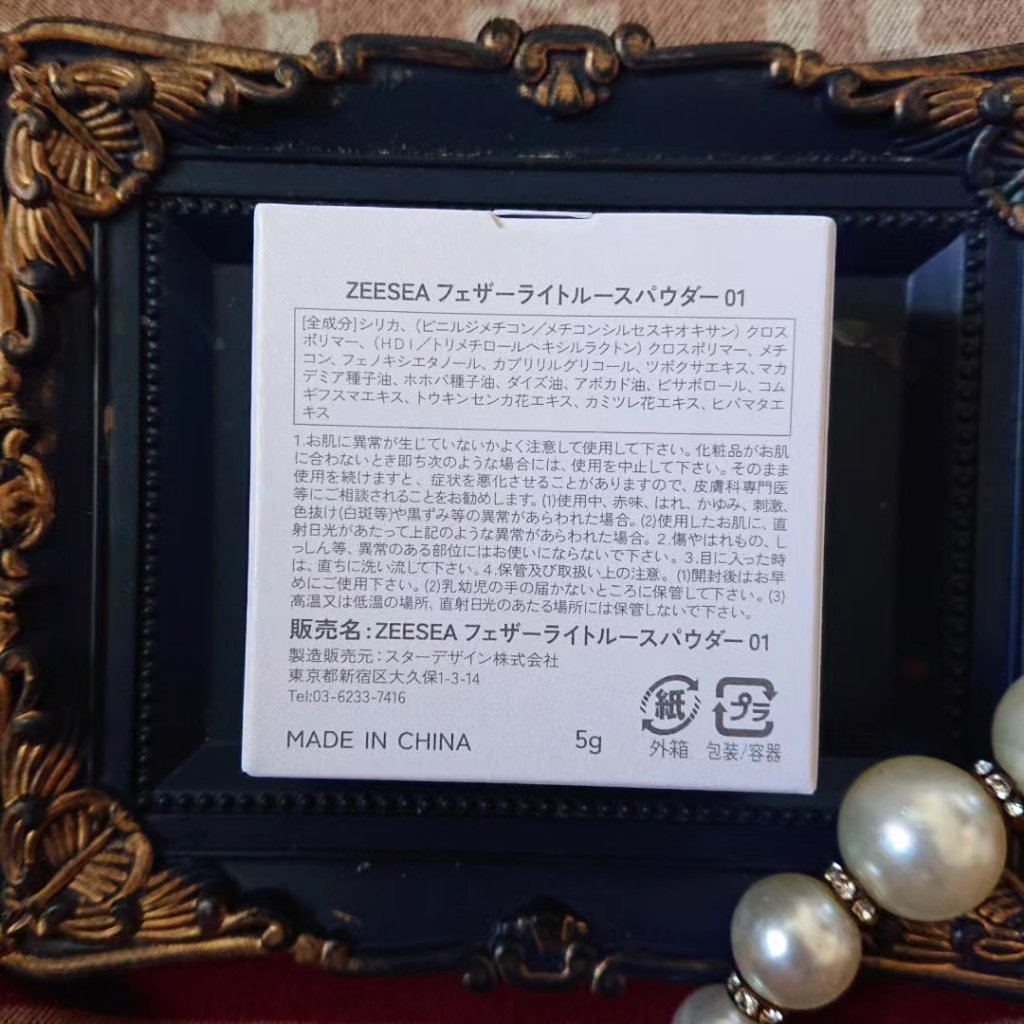 ZEESEA フェザーライトルースパウダー 01
[全成分]シリカ、(ビニルジメチコン/メチコンシルセスキオキサン)クロス
ポリマー、(HDI/トリメチロールヘキシルラクトン)クロスポリマー、メチ
コン、フェノキシエタノール、カプリリルグリコール、ツボクサエキス、マカ
デミア種子油、ホホバ種子油、ダイズ油、アボカド油、ビサボロール、コム
ギフスマエキス、トウキンセンカ花エキス、カミツレ花エキス、ヒバマタエ
キス
1.お肌に異常が生じていないかよく注意して使用して下さい。化粧品がお肌
に合わないとき即ち次のような場合には、使用を中止して下さい。そのまま
使用を続けますと、症状を悪化させることがありますので、皮膚科専門医
等にご相談されることをお勧めします。(1)使用中、赤味、はれ、かゆみ、刺激、
色抜け(白斑等)や黒ずみ等の異常があらわれた場合。(2)使用したお肌に、直
射日光があたって上記のような異常があらわれた場合。2.傷やはれもの、し
っしん等、異常のある部位にはお使いにならないで下さい。3.目に入った時
は、直ちに洗い流して下さい。4.保管及び取扱い上の注意。(1)開封後はお早
めにご使用下さい。(2)乳幼児の手の届かないところに保管して下さい。(3)
高温又は低温の場所、直射日光のあたる場所には保管しないで下さい。
販売名:ZEESEA フェザーライトルースパウダー 01
製造販売元:スターデザイン株式会社
東京都新宿区大久保1-3-14
Tel:03-6233-7416
紙 プラ
MADE IN CHINA 5g 外箱 包装/容器